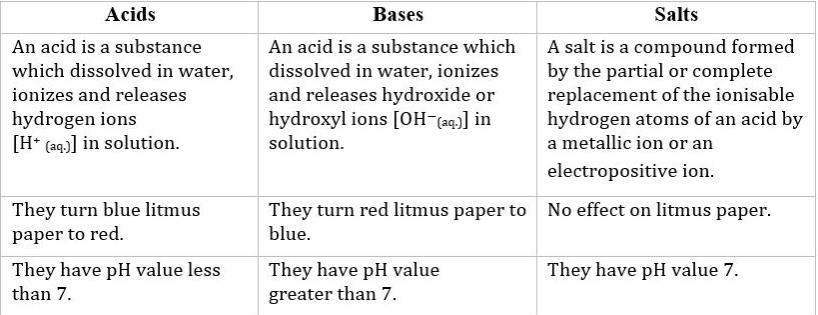 Acids
Bases
Salts
An acid is a substance
which dissolved in water,
ionizes and releases
hydrogen ions
[H⁺ (aq.)] in solution.
An acid is a substance which
dissolved in water, ionizes
and releases hydroxide or
hydroxyl ions [OH⁻(aq.)] in
solution.
A salt is a compound formed
by the partial or complete
replacement of the ionisable
hydrogen atoms of an acid by
a metallic ion or an
electropositive ion.
They turn blue litmus
paper to red.
They turn red litmus paper to
blue.
No effect on litmus paper.
They have pH value less
than 7.
They have pH value
greater than 7.
They have pH value 7.